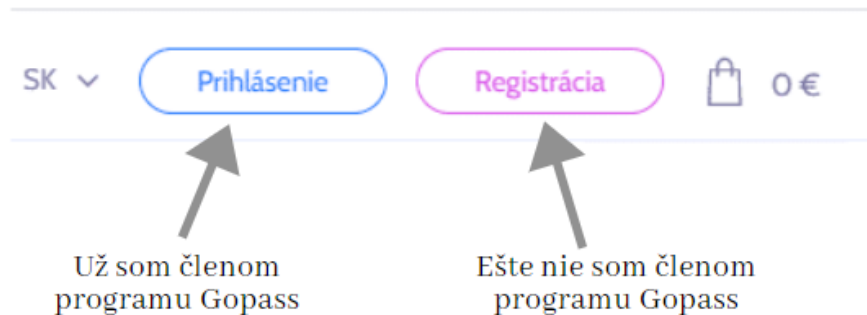 SK Prihlásenie Registrácia 0 €
Už som členom
programu Gopass
Ešte nie som členom
programu Gopass